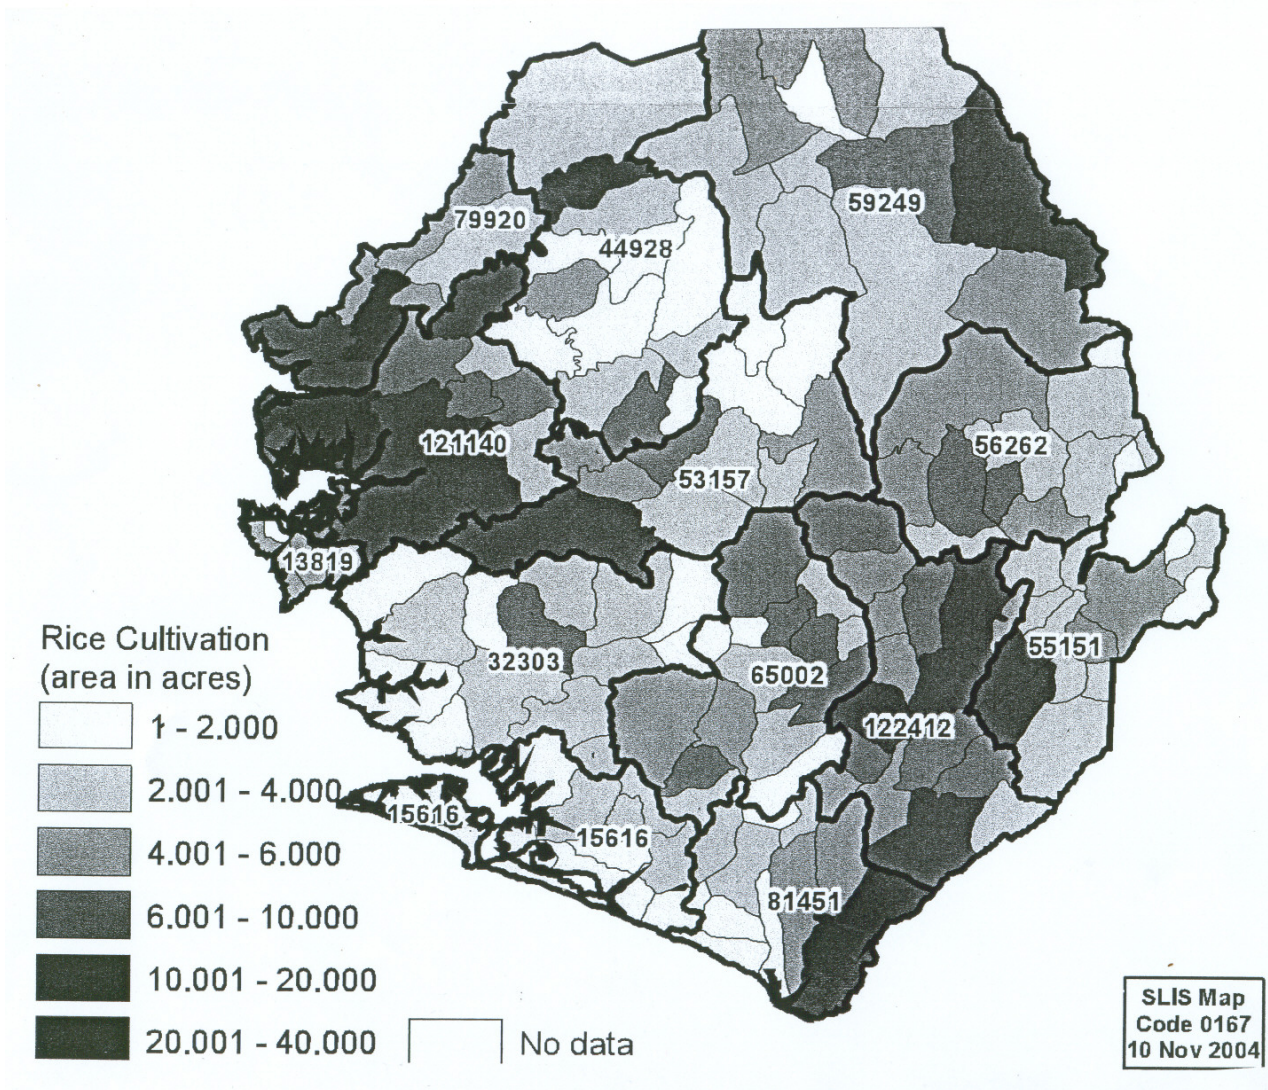 59249
79920
44928
121140
56262
53157
13819
55151
32303
65002
122412
15616
15616
81451
Rice Cultivation
(area in acres)
1 - 2.000
2.001 - 4.000
4.001 - 6.000
6.001 - 10.000
10.001 - 20.000
20.001 - 40.000
No data
SLIS Map
Code 0167
10 Nov 2004